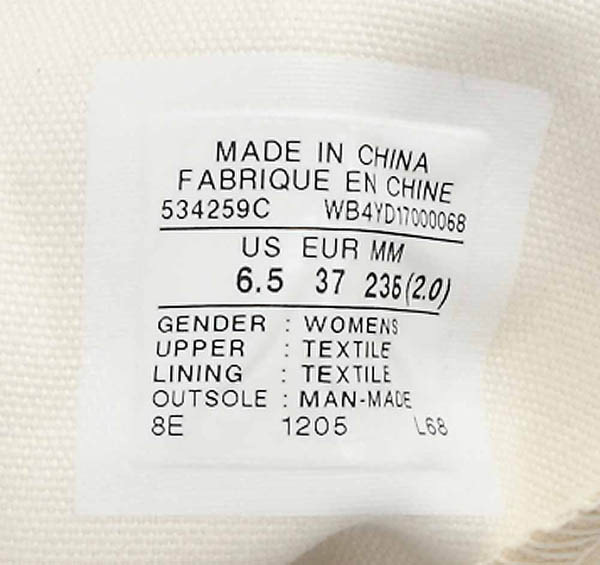 MADE IN CHINA
FABRIQUE EN CHINE
534259C WB4YD17000068
US EUR MM
6.5 37 235(2.0)
GENDER : WOMENS
UPPER : TEXTILE
LINING : TEXTILE
OUTSOLE : MAN-MADE
8E 1205 L68